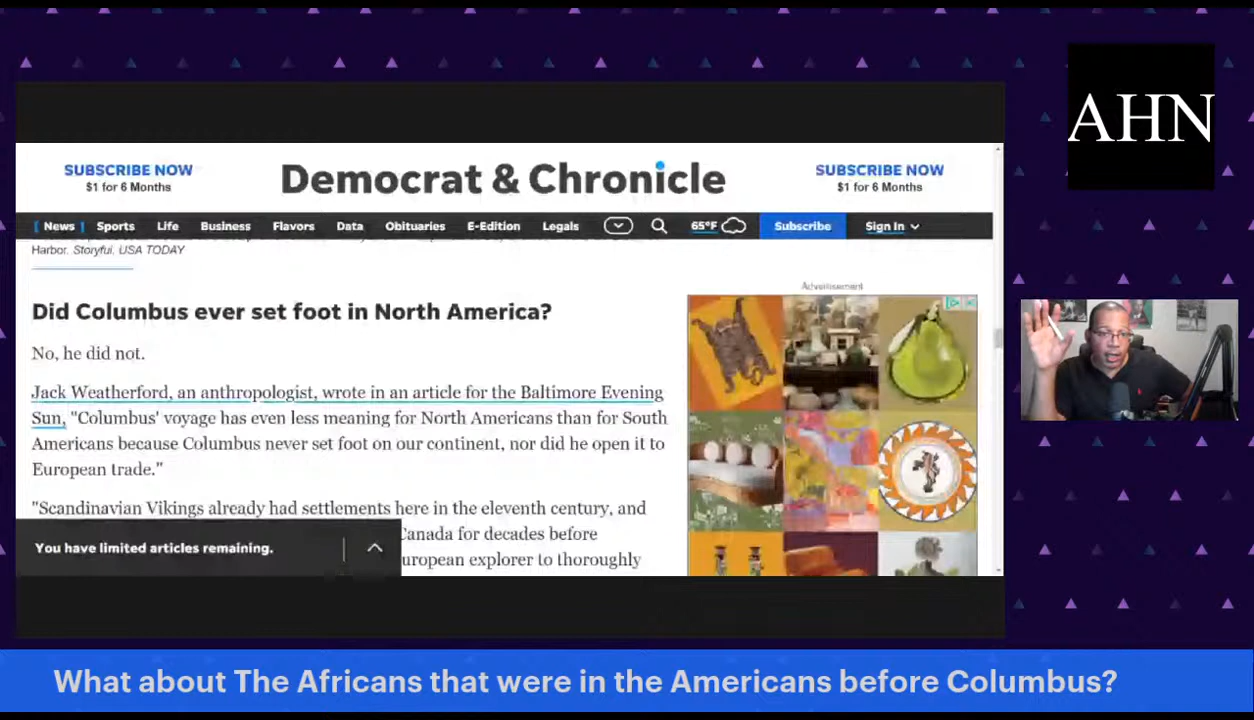 AHN
SUBSCRIBE NOW
$1 for 6 Months
Democrat & Chronicle
SUBSCRIBE NOW
$1 for 6 Months
[ News ] Sports Life Business Flavors Data Obituaries E-Edition Legals 65°F Subscribe Sign In
Harbor. Storyful, USA TODAY
Advertisement
Did Columbus ever set foot in North America?
No, he did not.
Jack Weatherford, an anthropologist, wrote in an article for the Baltimore Evening
Sun, "Columbus' voyage has even less meaning for North Americans than for South
Americans because Columbus never set foot on our continent, nor did he open it to
European trade."
"Scandinavian Vikings already had settlements here in the eleventh century, and
Canada for decades before
uropean explorer to thoroughly
You have limited articles remaining.
What about The Africans that were in the Americans before Columbus?